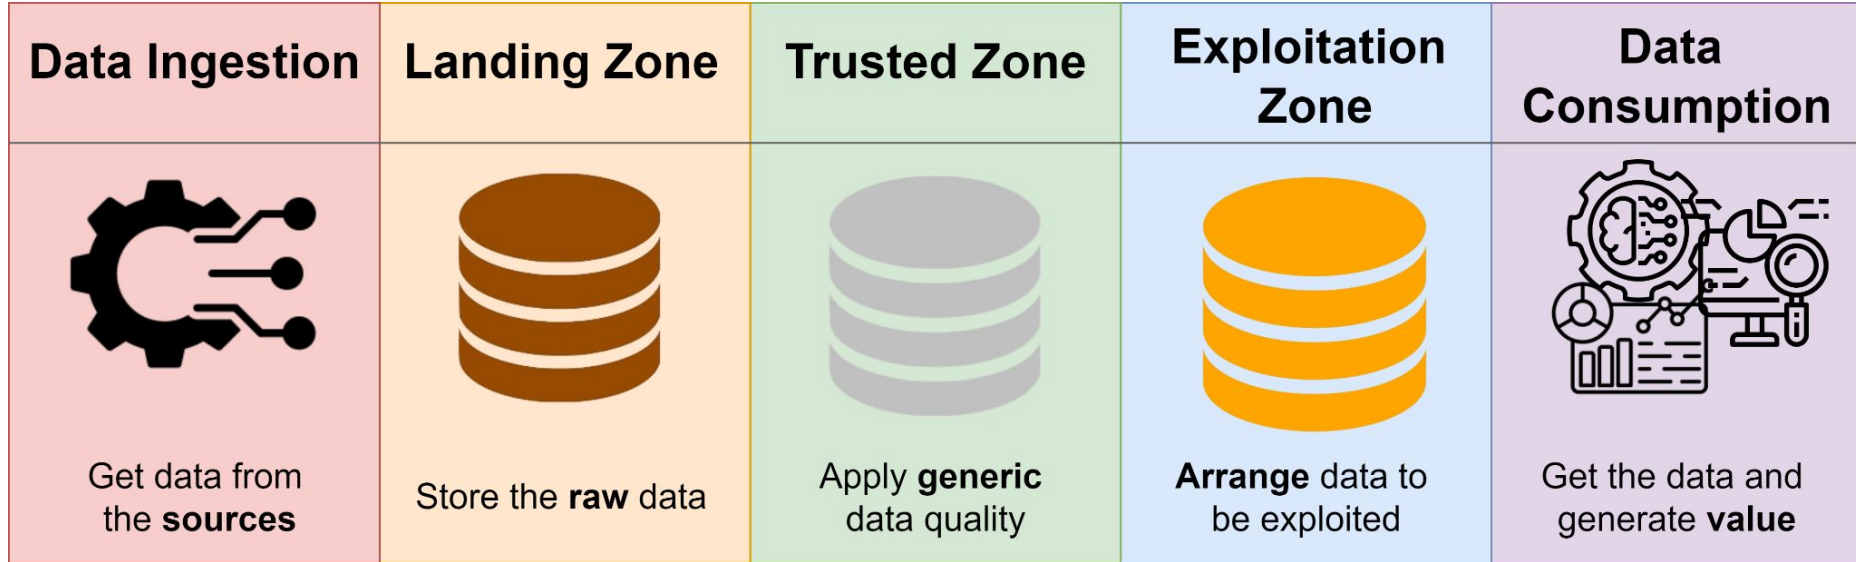 Data Ingestion
Landing Zone
Trusted Zone
Exploitation
Zone
Data
Consumption
Get data from
the sources
Store the raw data
Apply generic
data quality
Arrange data to
be exploited
Get the data and
generate value